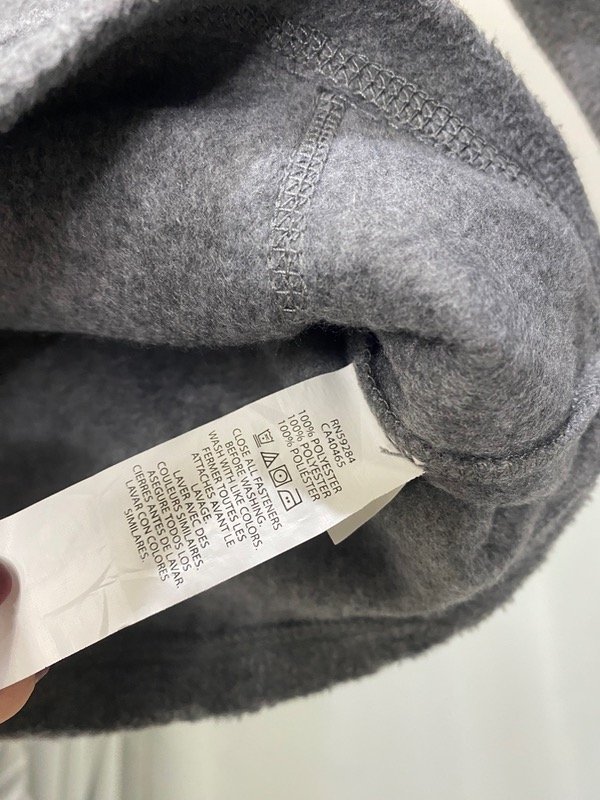 RN59284
CA40465
100% POLYESTER
100% POLYESTER
100% POLIÉSTER
CLOSE ALL FASTENERS
BEFORE WASHING.
WASH WITH LIKE COLORS.
FERMER TOUTES LES
ATTACHES AVANT LE
LAVAGE.
LAVER AVEC DES
COULEURS SIMILAIRES.
ASEGURE TODOS LOS
CIERRES ANTES DE LAVAR.
LAVAR CON COLORES
SIMILARES.